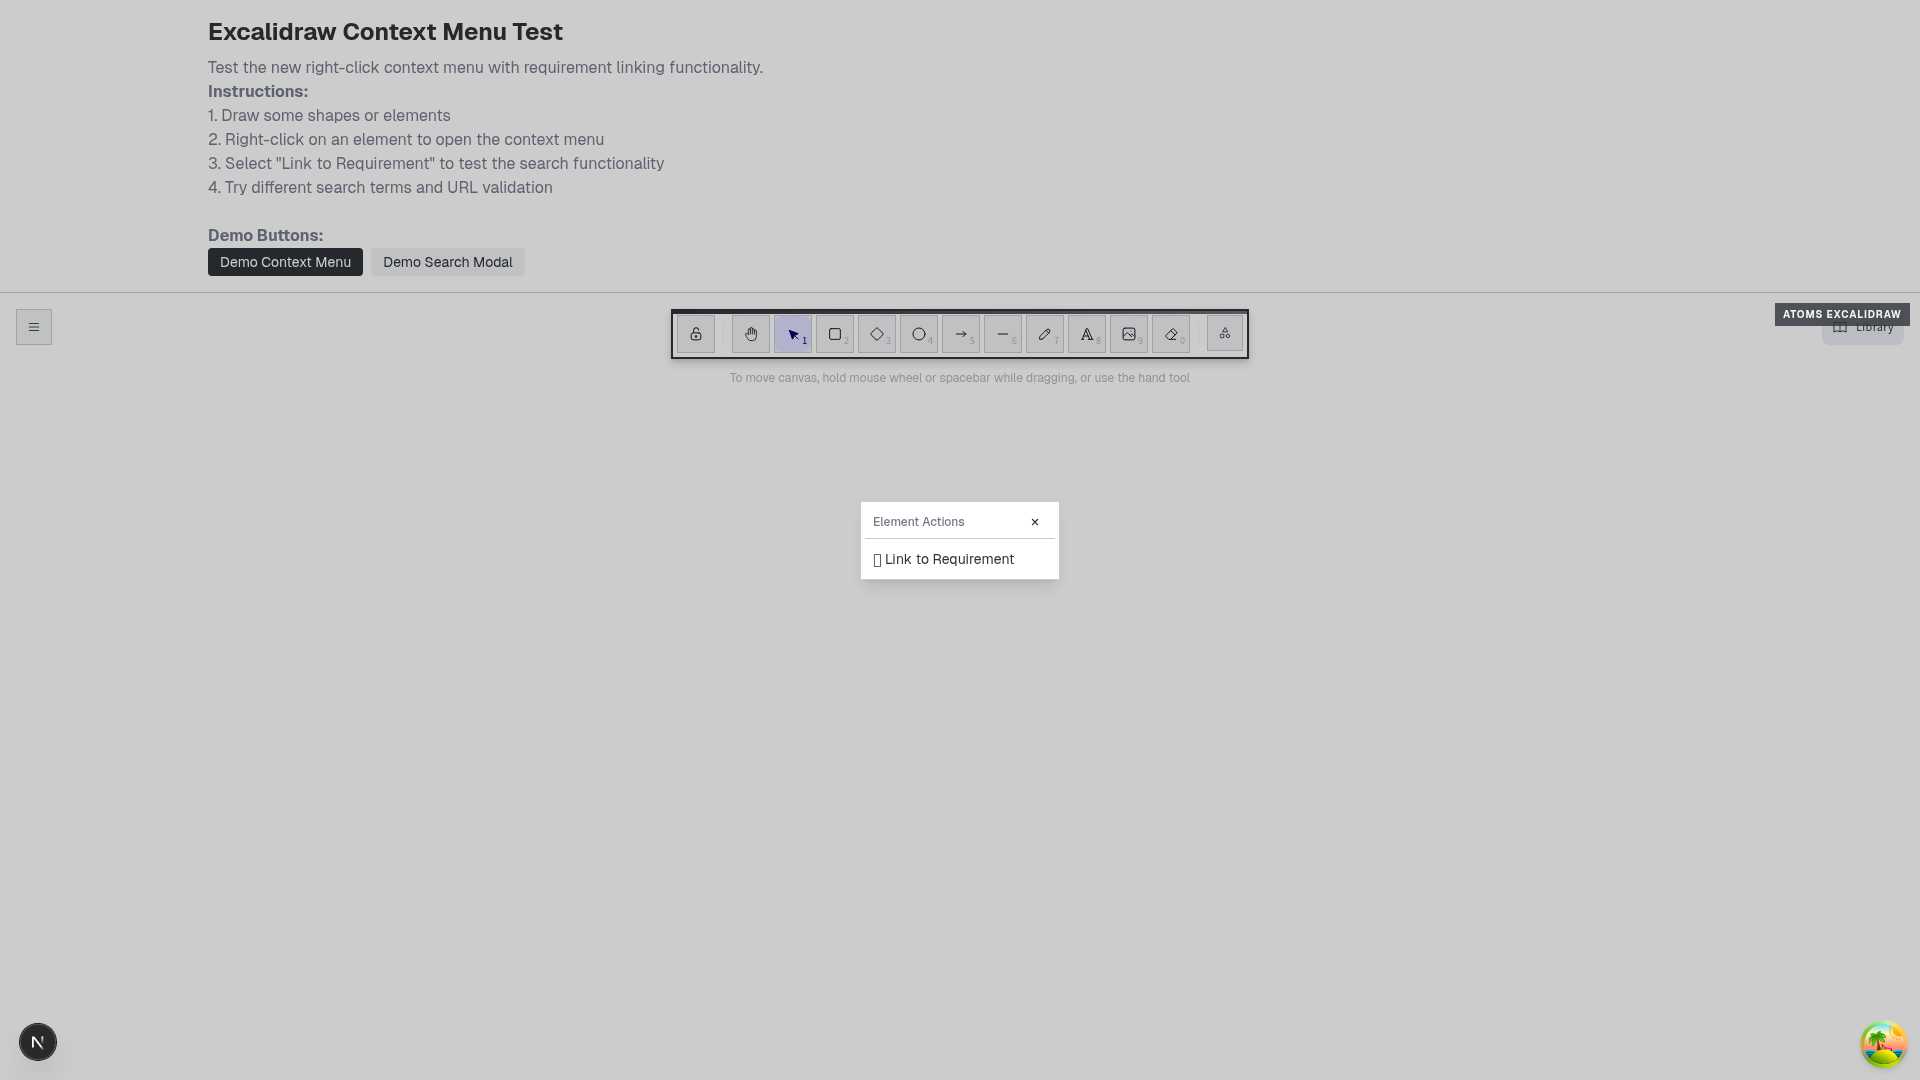 Excalidraw Context Menu Test
Test the new right-click context menu with requirement linking functionality.
Instructions:
1. Draw some shapes or elements
2. Right-click on an element to open the context menu
3. Select "Link to Requirement" to test the search functionality
4. Try different search terms and URL validation
Demo Buttons:
Demo Context Menu
Demo Search Modal
ATOMS EXCALIDRAW
Library
1
2
3
4
5
6
7
A
8
9
0
To move canvas, hold mouse wheel or spacebar while dragging, or use the hand tool
Element Actions
×
Link to Requirement
N